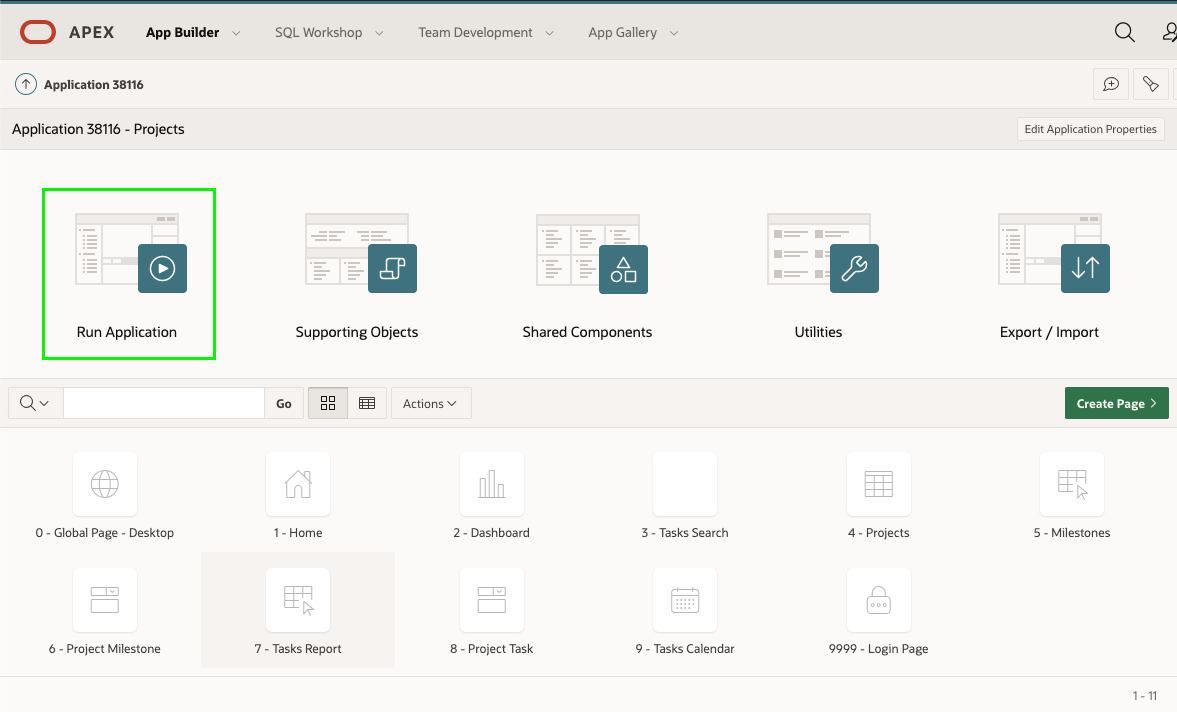 APEX App Builder SQL Workshop Team Development App Gallery
Application 38116
Application 38116 - Projects Edit Application Properties
Run Application Supporting Objects Shared Components Utilities Export / Import
Go Actions Create Page
0 - Global Page - Desktop 1 - Home 2 - Dashboard 3 - Tasks Search 4 - Projects 5 - Milestones
6 - Project Milestone 7 - Tasks Report 8 - Project Task 9 - Tasks Calendar 9999 - Login Page
1 - 11